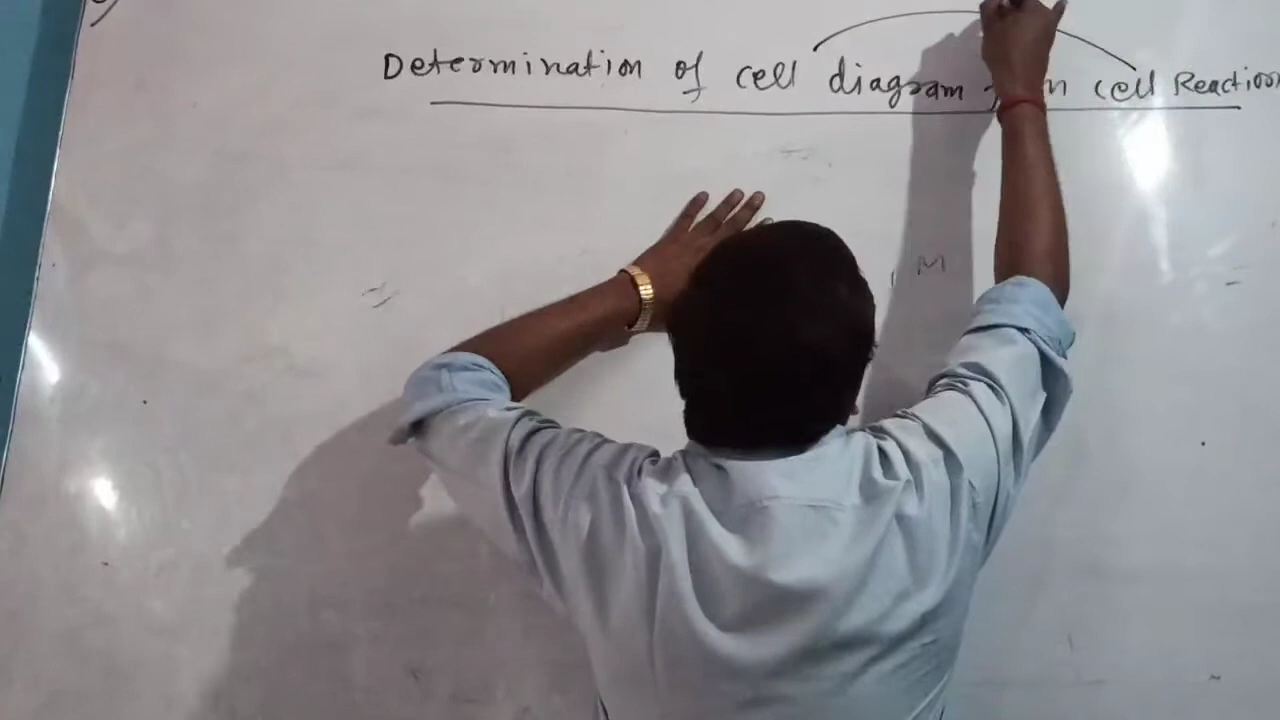 Determination of cell diagram cell Reaction
M